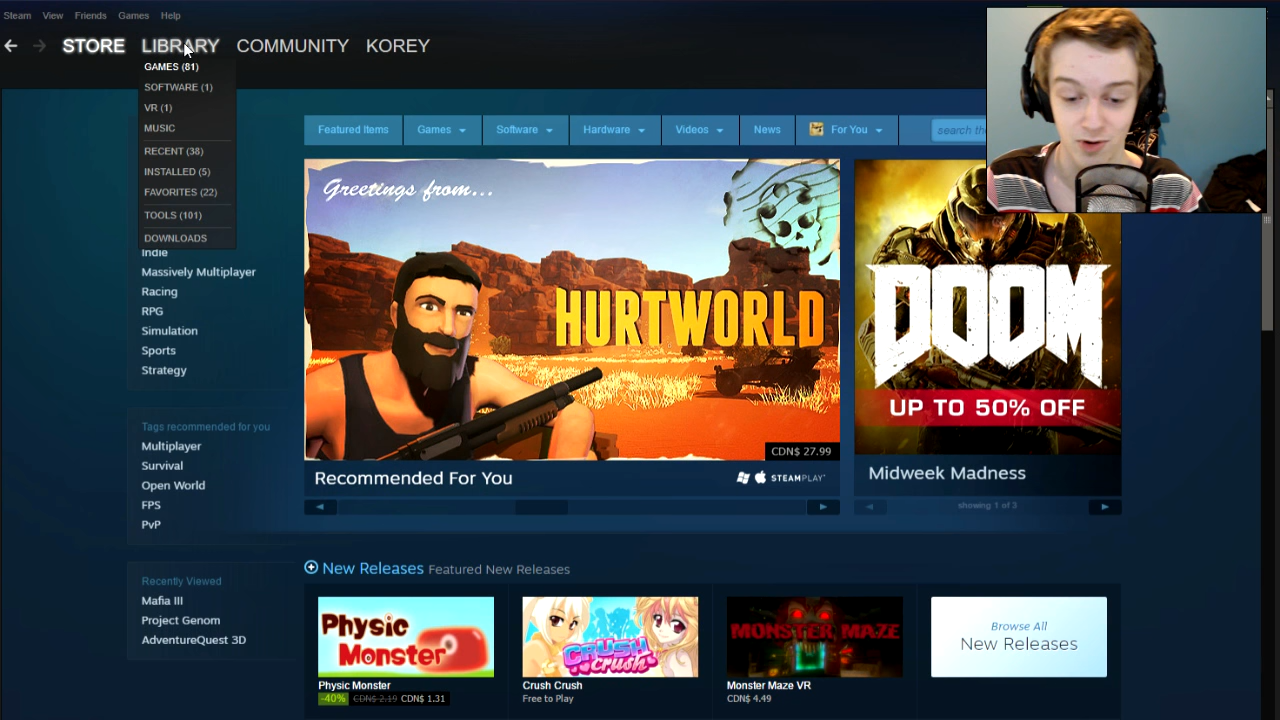 Steam View Friends Games Help
STORE LIBRARY COMMUNITY KOREY
GAMES (81)
SOFTWARE (1)
VR (1)
MUSIC
RECENT (38)
INSTALLED (5)
FAVORITES (22)
TOOLS (101)
DOWNLOADS
Indie
Massively Multiplayer
Racing
RPG
Simulation
Sports
Strategy
Tags recommended for you
Multiplayer
Survival
Open World
FPS
PvP
Recently Viewed
Mafia III
Project Genom
AdventureQuest 3D
Featured Items Games Software Hardware Videos News For You search the
Greetings from...
HURTWORLD
CDN$ 27.99
Recommended For You
STEAMPLAY
DOOM
UP TO 50% OFF
Midweek Madness
showing 1 of 3
New Releases Featured New Releases
Physic
Monster
Physic Monster
-40% CDN$ 2.19 CDN$ 1.31
CRUSH
CRUSH
Crush Crush
Free to Play
MONSTER MAZE
Monster Maze VR
CDN$ 4.49
Browse All
New Releases